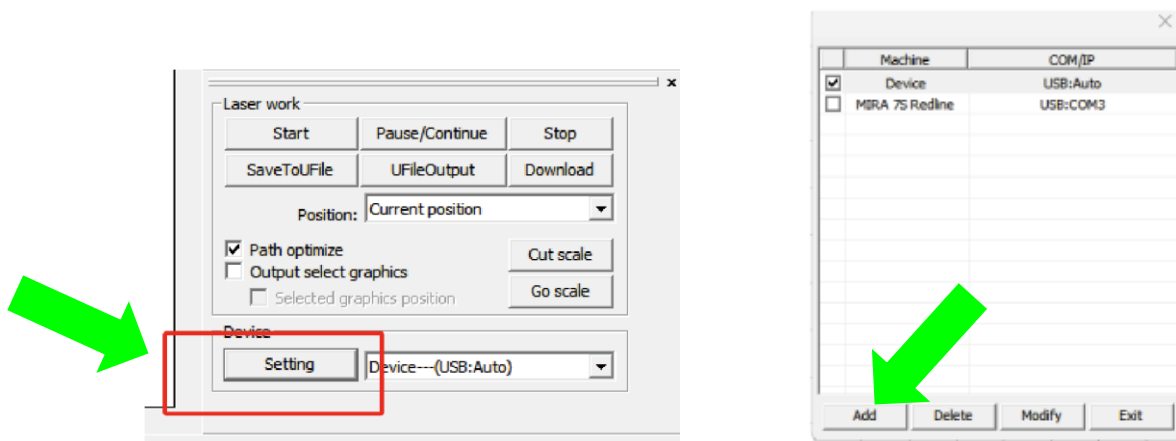 Laser work
Start Pause/Continue Stop
SaveToUFile UFileOutput Download
Position: Current position
Path optimize
Cut scale
Output select graphics
Selected graphics position
Go scale
Device
Setting Device---(USB:Auto)
Machine COM/IP
Device USB:Auto
MIRA 7S Redline USB:COM3
Add Delete Modify Exit